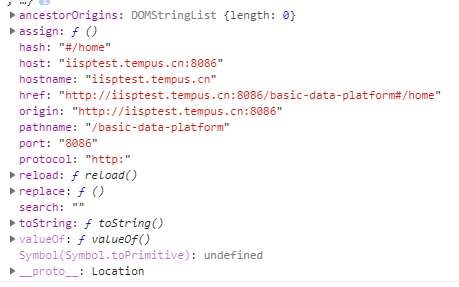 , …}
ancestorOrigins: DOMStringList {length: 0}
assign: ƒ ()
hash: "#/home"
host: "iisptest.tempus.cn:8086"
hostname: "iisptest.tempus.cn"
href: "http://iisptest.tempus.cn:8086/basic-data-platform#/home"
origin: "http://iisptest.tempus.cn:8086"
pathname: "/basic-data-platform"
port: "8086"
protocol: "http:"
reload: ƒ reload()
replace: ƒ ()
search: ""
toString: ƒ toString()
valueOf: ƒ valueOf()
Symbol(Symbol.toPrimitive): undefined
__proto__: Location